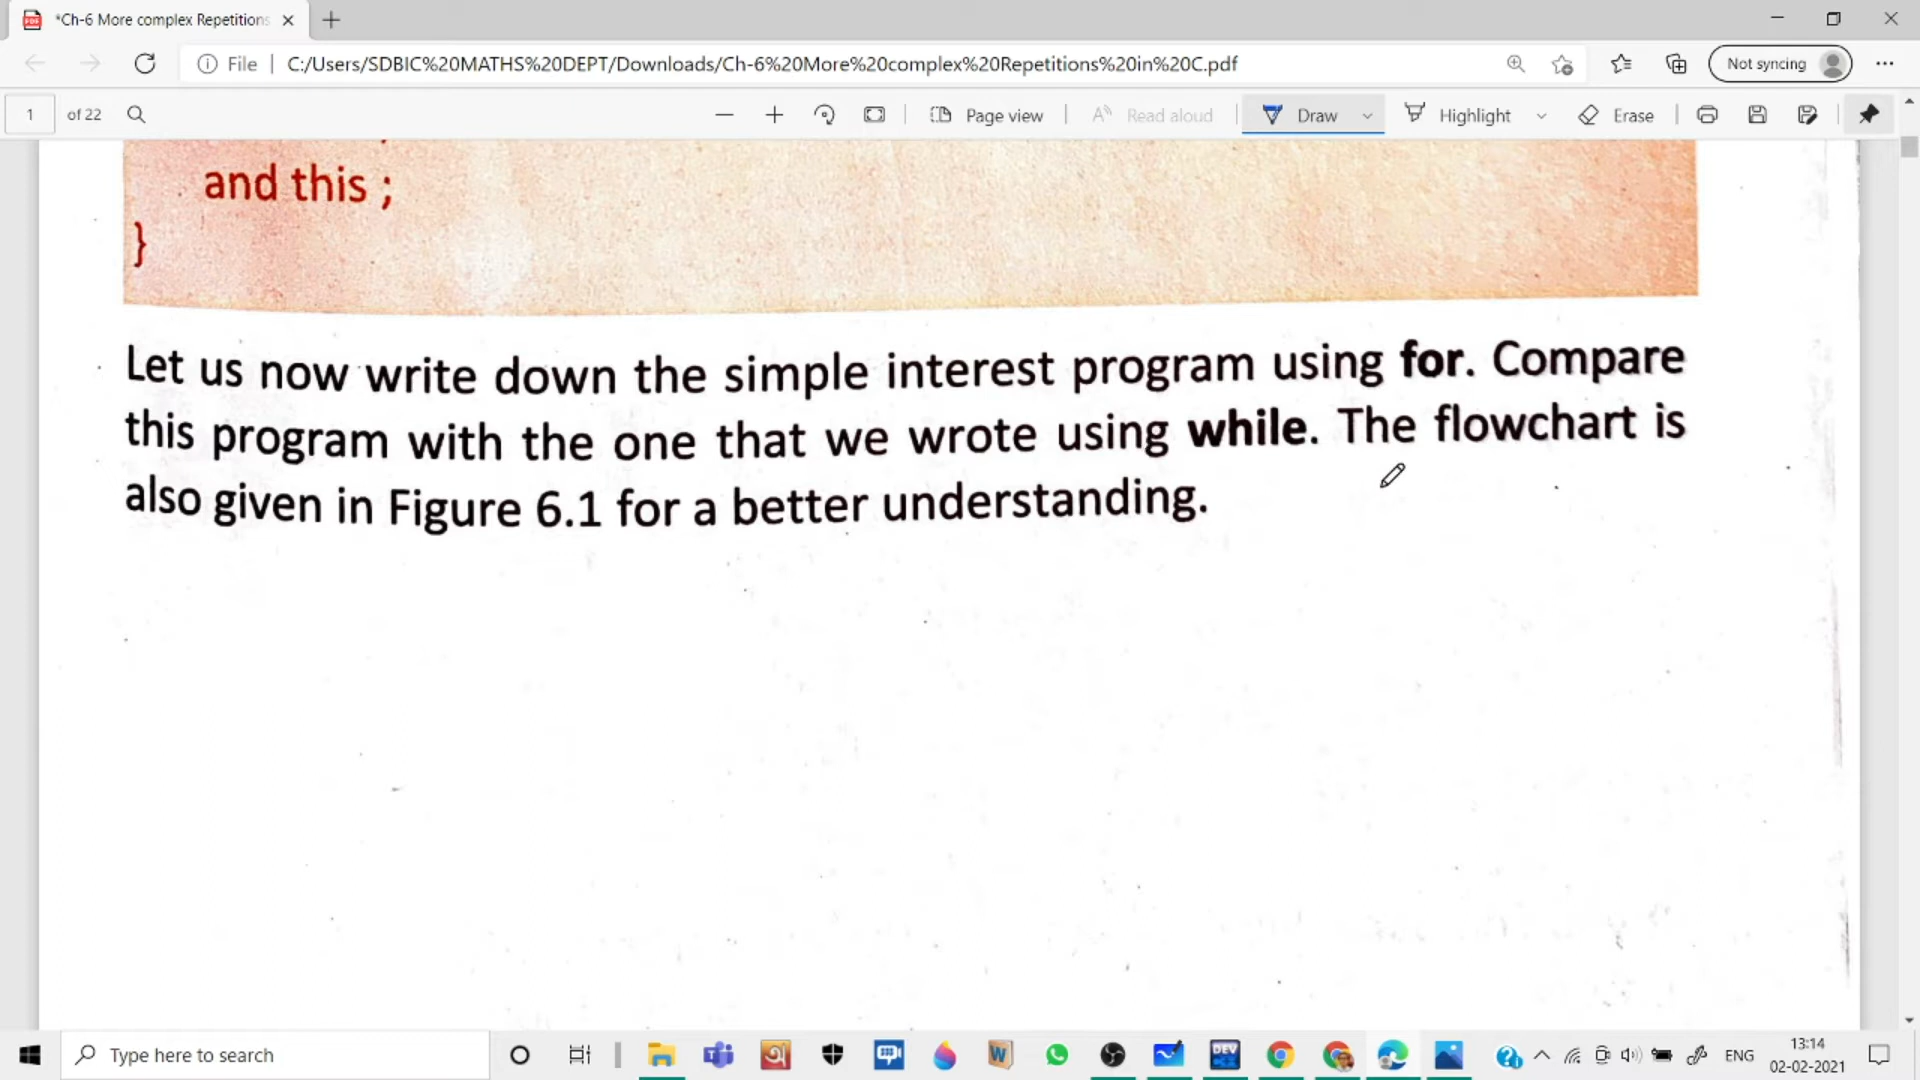 *Ch-6 More complex Repetitions
File
C:/Users/SDBIC%20MATHS%20DEPT/Downloads/Ch-6%20More%20complex%20Repetitions%20in%20C.pdf
Not syncing
1 of 22
Page view
Read aloud
Draw
Highlight
Erase
and this ;
}
Let us now write down the simple interest program using for. Compare
this program with the one that we wrote using while. The flowchart is
also given in Figure 6.1 for a better understanding.
Type here to search
DEV
ENG
13:14
02-02-2021